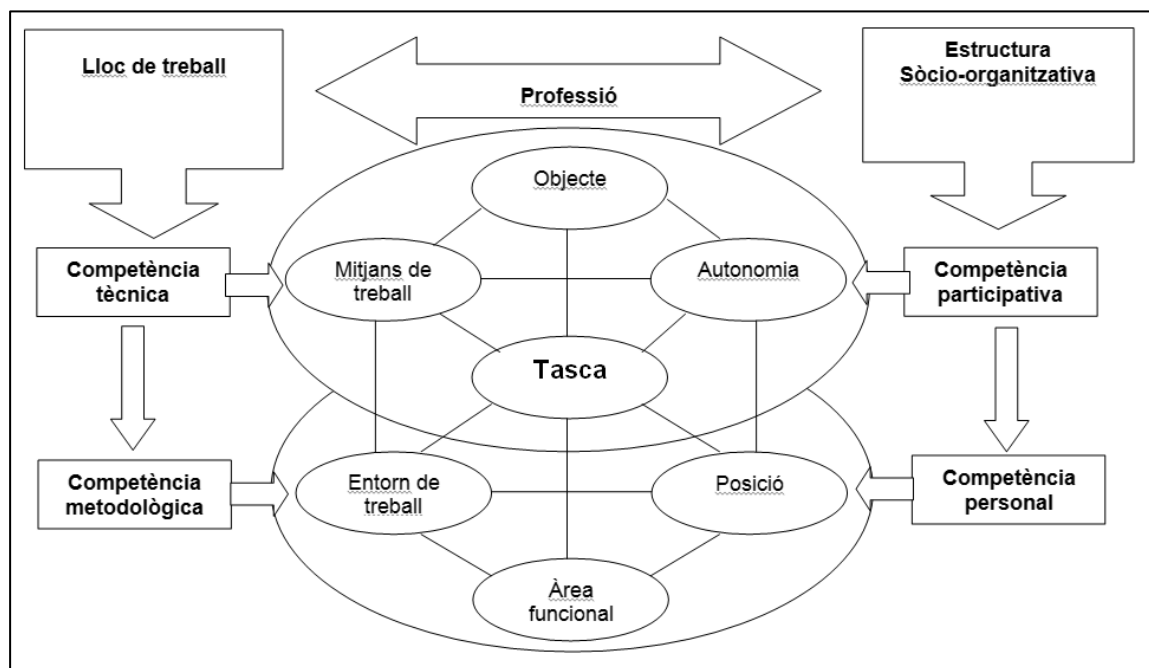 Lloc de treball
Professió
Estructura
Sòcio-organitzativa
Objecte
Competència
tècnica
Mitjans de
treball
Autonomia
Competència
participativa
Tasca
Competència
metodològica
Entorn de
treball
Posició
Competència
personal
Àrea
funcional